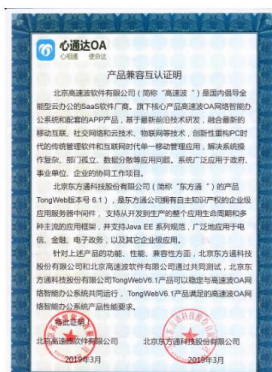 心通达OA
心相通 使命达
产品兼容互认证明
北京高速波软件有限公司（简称“高速波”）是国内倡导全
能型云办公的SaaS软件厂商。旗下核心产品高速波OA网络智能办
公系统和配套的APP产品，基于最新前沿技术研发，融合最新的
移动互联、社交网络和云技术、物联网等技术，创新性重构PC时
代的传统管理软件和互联网时代单一移动管理应用，解决系统操
作复杂、部门孤立、数据分散等应用问题。系统广泛应用于政府、
事业单位、企业的协同工作项目。
北京东方通科技股份有限公司（简称“东方通”）的产品
TongWeb版本号 6.1），是东方通公司拥有自主知识产权的企业级
应用服务器中间件，支持从开发到生产的整个应用生命周期和多
种主流的应用框架，并支持Java EE 系列规范，广泛地应用于电
信、金融、电子政务，以及其它企业级应用。
针对上述产品的功能、性能、兼容性方面，北京东方通科技
股份有限公司和北京高速波软件有限公司通过共同测试，北京东
方通科技股份有限公司TongWebV6.1产品可以稳定与高速波OA网
络智能办公系统共同运行，TongWebV6.1产品满足的高速波OA网
络智能办公系统产品性能要求。
特此证明
北京高速波软件有限公司 北京东方通科技股份有限公司
2019年3月 2019年3月